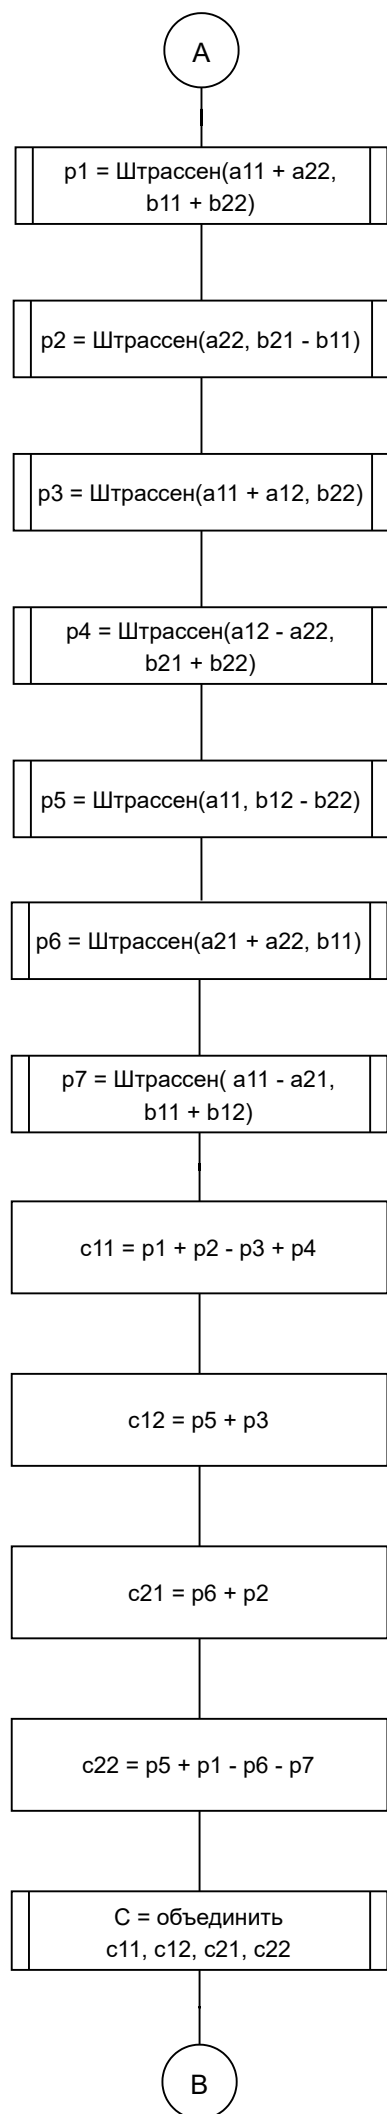 A
p1 = Штрассен(a11 + a22,
b11 + b22)
p2 = Штрассен(a22, b21 - b11)
p3 = Штрассен(a11 + a12, b22)
p4 = Штрассен(a12 - a22,
b21 + b22)
p5 = Штрассен(a11, b12 - b22)
p6 = Штрассен(a21 + a22, b11)
p7 = Штрассен( a11 - a21,
b11 + b12)
c11 = p1 + p2 - p3 + p4
c12 = p5 + p3
c21 = p6 + p2
c22 = p5 + p1 - p6 - p7
C = объединить
c11, c12, c21, c22
B